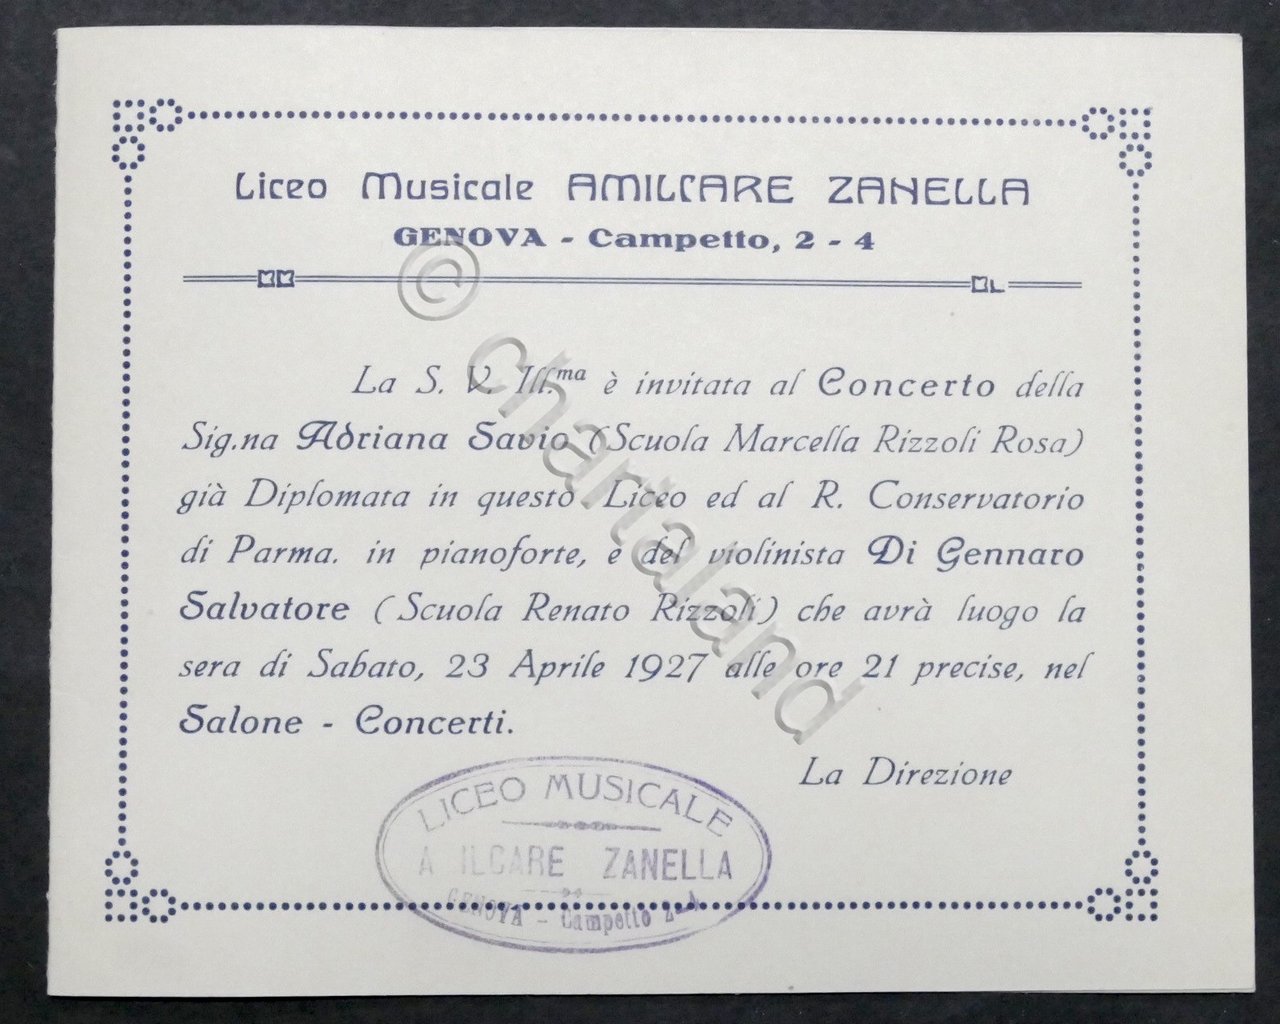 Liceo Musicale AMILCARE ZANELLA
GENOVA - Campetto, 2 - 4
La S. V. Ill.ma è invitata al Concerto della
Sig.na Adriana Savio (Scuola Marcella Rizzoli Rosa)
già Diplomata in questo Liceo ed al R. Conservatorio
di Parma. in pianoforte, e del violinista Di Gennaro
Salvatore (Scuola Renato Rizzoli) che avrà luogo la
sera di Sabato, 23 Aprile 1927 alle ore 21 precise, nel
Salone - Concerti.
La Direzione
LICEO MUSICALE
A ILCARE ZANELLA
GENOVA - Campetto 2-4
© chartaland